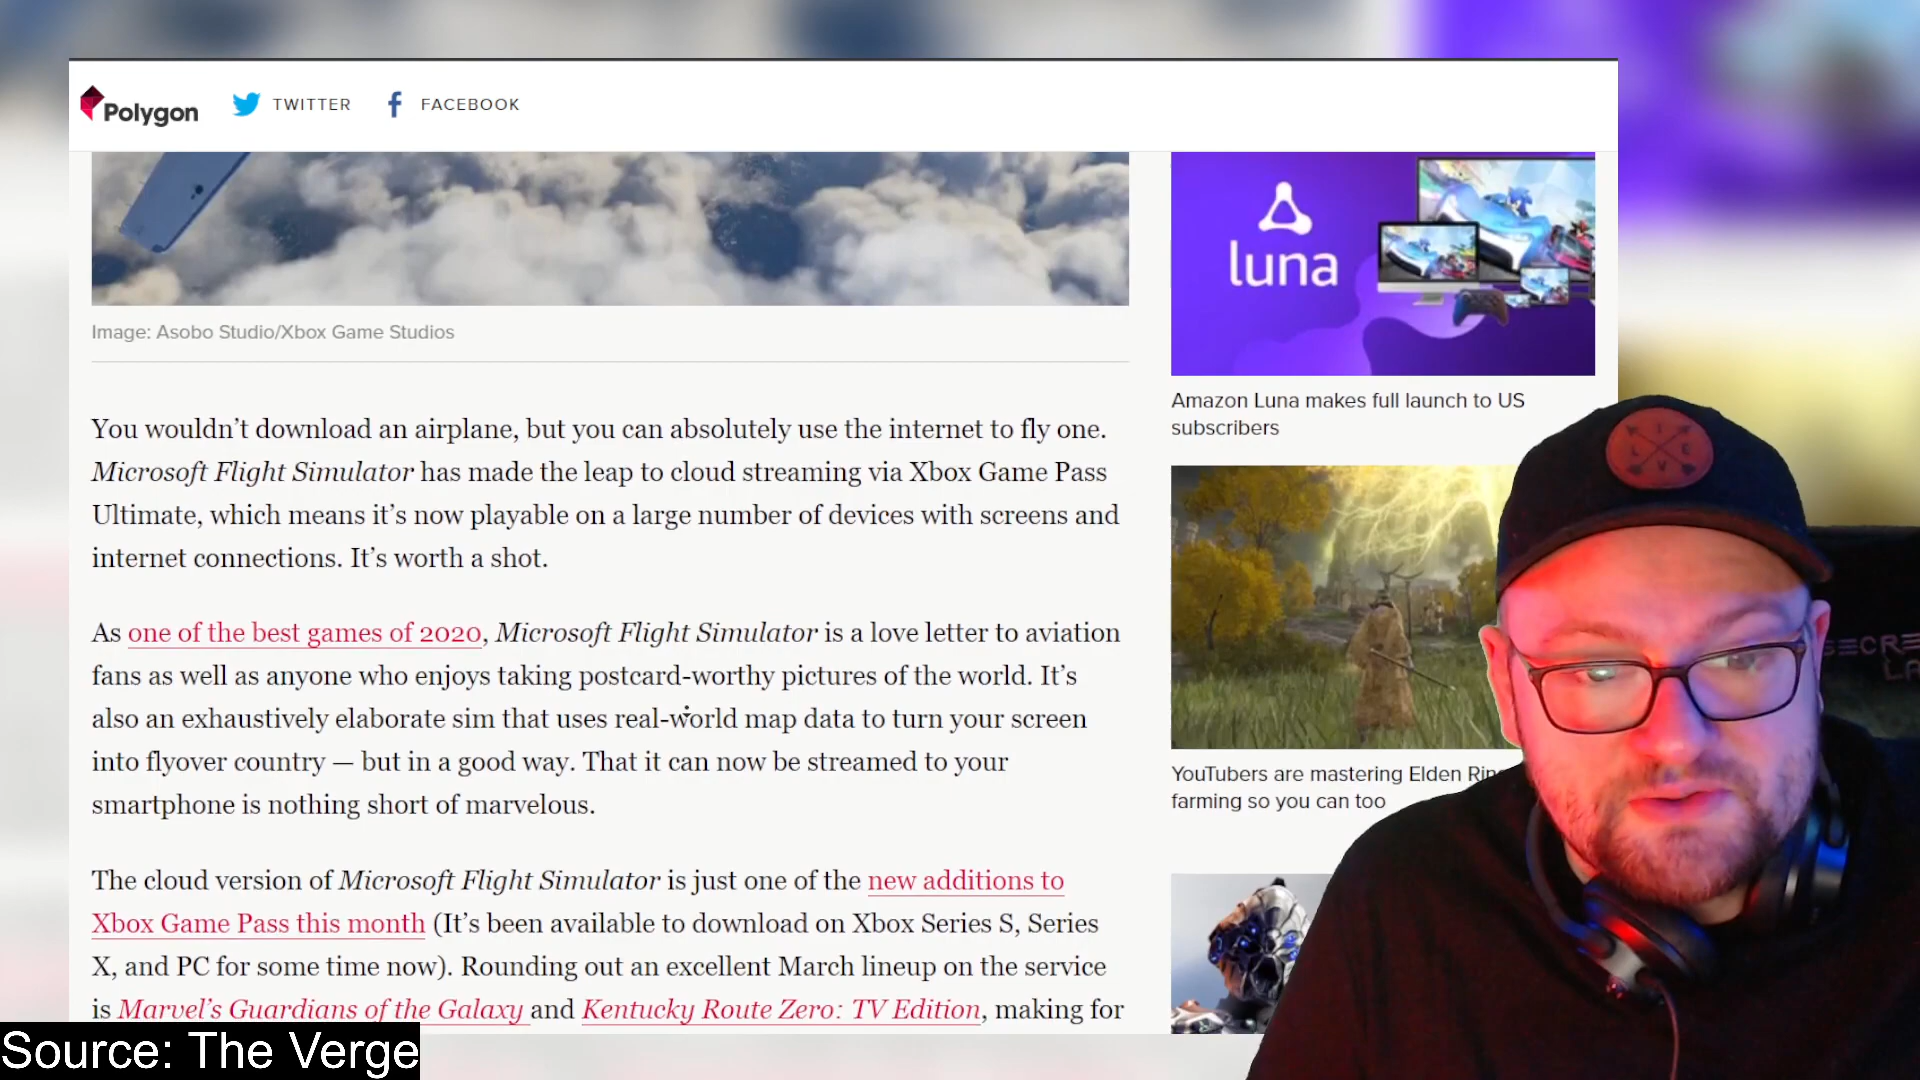 Polygon TWITTER FACEBOOK
luna
Image: Asobo Studio/Xbox Game Studios
You wouldn’t download an airplane, but you can absolutely use the internet to fly one.
Microsoft Flight Simulator has made the leap to cloud streaming via Xbox Game Pass
Ultimate, which means it’s now playable on a large number of devices with screens and
internet connections. It’s worth a shot.
As one of the best games of 2020, Microsoft Flight Simulator is a love letter to aviation
fans as well as anyone who enjoys taking postcard-worthy pictures of the world. It’s
also an exhaustively elaborate sim that uses real-world map data to turn your screen
into flyover country — but in a good way. That it can now be streamed to your
smartphone is nothing short of marvelous.
The cloud version of Microsoft Flight Simulator is just one of the new additions to
Xbox Game Pass this month (It’s been available to download on Xbox Series S, Series
X, and PC for some time now). Rounding out an excellent March lineup on the service
is Marvel’s Guardians of the Galaxy and Kentucky Route Zero: TV Edition, making for
Amazon Luna makes full launch to US
subscribers
YouTubers are mastering Elden
farming so you can too
LIVE
Source: The Verge